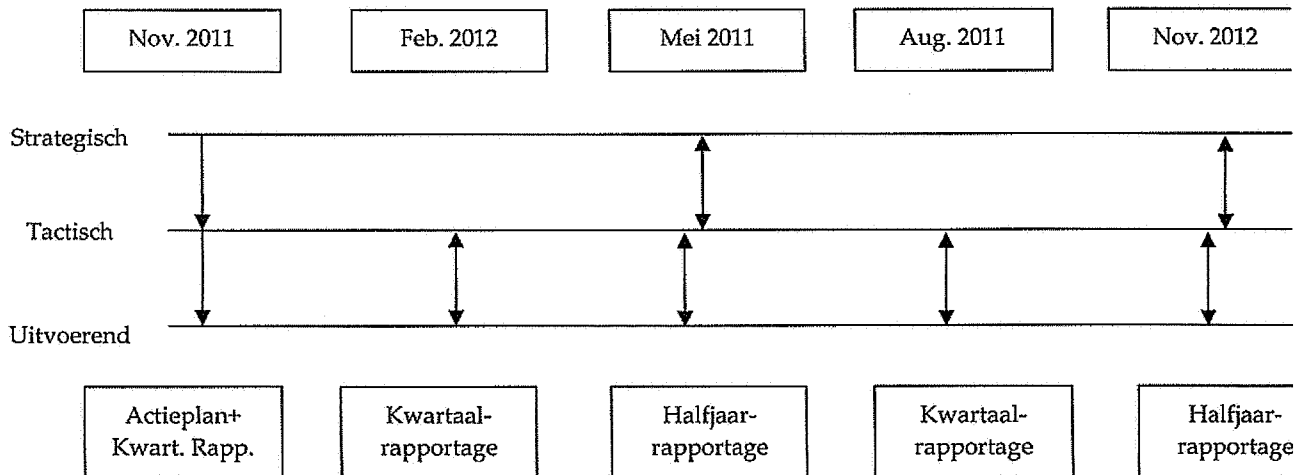 Nov. 2011
Feb. 2012
Mei 2011
Aug. 2011
Nov. 2012
Strategisch
Tactisch
Uitvoerend
Actieplan+
Kwart. Rapp.
Kwartaal-
rapportage
Halfjaar-
rapportage
Kwartaal-
rapportage
Halfjaar-
rapportage